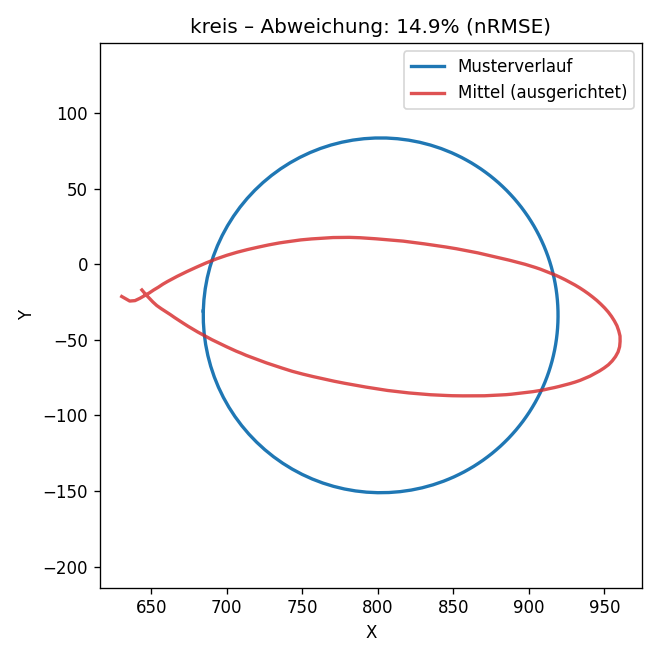 kreis – Abweichung: 14.9% (nRMSE)
Musterverlauf
Mittel (ausgerichtet)
100
50
0
−50
−100
−150
−200
Y
650
700
750
800
850
900
950
X